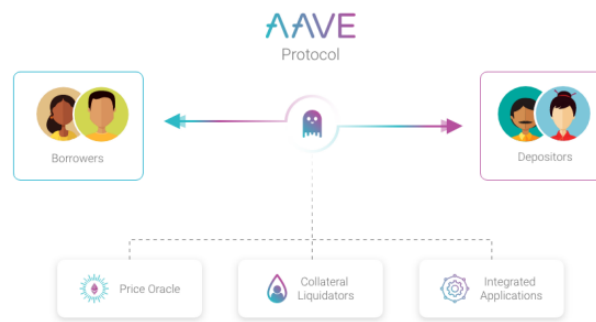 AAVE
Protocol
Borrowers
Depositors
Price Oracle
Collateral
Liquidators
Integrated
Applications